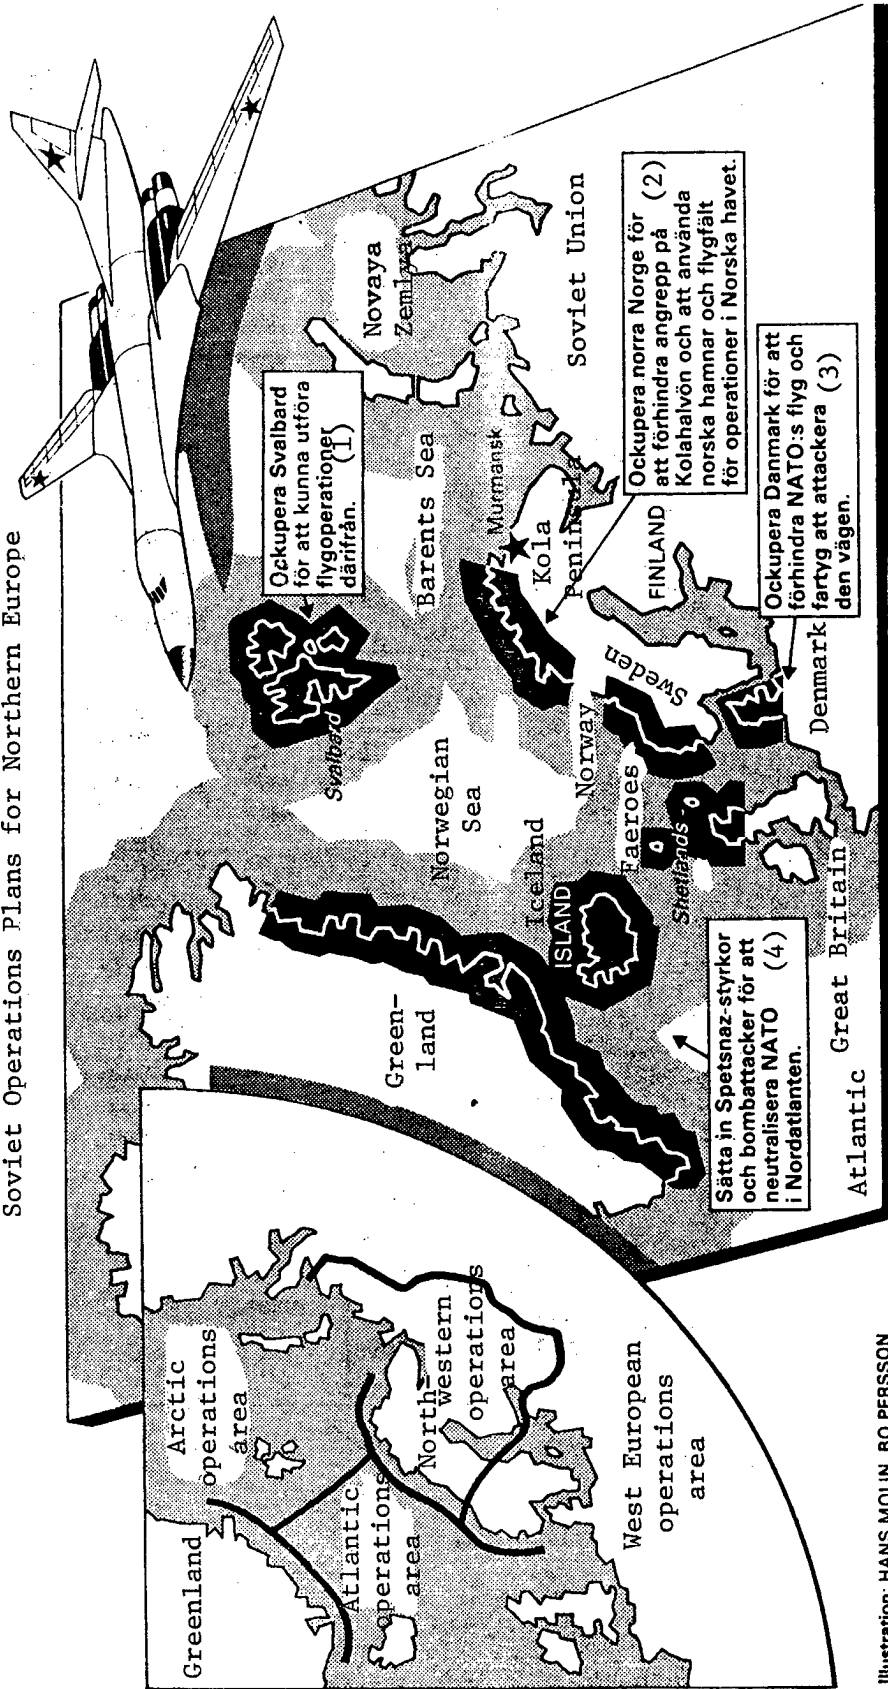 Soviet Operations Plans for Northern Europe
Greenland
Arctic
operations
área
Atlantic
operations
area
North-
western
operations
area
West European
operations
area
Green-
land
Svalbard
Norwegian
Sea
Barents Sea
Novaya
Zemlya
Murmansk
Kola
Peninsula
Soviet Union
Iceland
ISLAND
Faeroes
Shetlands
Norway
Sweden
FINLAND
Denmark
Great Britain
Atlantic
Ockupera Svalbard
för att kunna utföra
flygoperationer
därifrån. (1)
Ockupera norra Norge för
att förhindra angrepp på (2)
Kolahalvön och att använda
norska hamnar och flygfält
för operationer i Norska havet.
Ockupera Danmark för att
förhindra NATO:s flyg och
fartyg att attackera (3)
den vägen.
Sätta in Spetsnaz-styrkor
och bombattacker för att
neutralisera NATO (4)
i Nordatlanten.
Illustration: HANS MOLIN, BO PERSSON